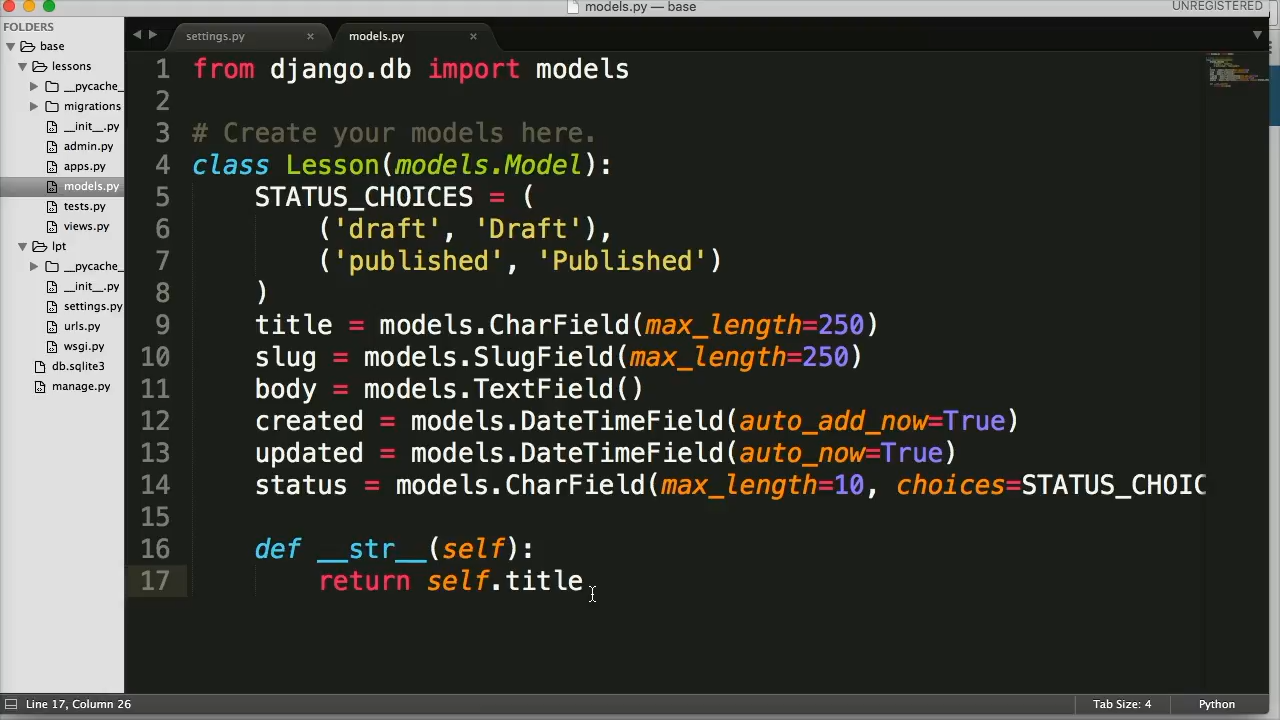 models.py — base
UNREGISTERED
FOLDERS
base
lessons
__pycache_
migrations
__init__.py
admin.py
apps.py
models.py
tests.py
views.py
lpt
__pycache_
__init__.py
settings.py
urls.py
wsgi.py
db.sqlite3
manage.py
settings.py
models.py
1 from django.db import models
2
3 # Create your models here.
4 class Lesson(models.Model):
5 STATUS_CHOICES = (
6 ('draft', 'Draft'),
7 ('published', 'Published')
8 )
9 title = models.CharField(max_length=250)
10 slug = models.SlugField(max_length=250)
11 body = models.TextField()
12 created = models.DateTimeField(auto_add_now=True)
13 updated = models.DateTimeField(auto_now=True)
14 status = models.CharField(max_length=10, choices=STATUS_CHOIC
15
16 def __str__(self):
17 return self.title
Line 17, Column 26
Tab Size: 4
Python